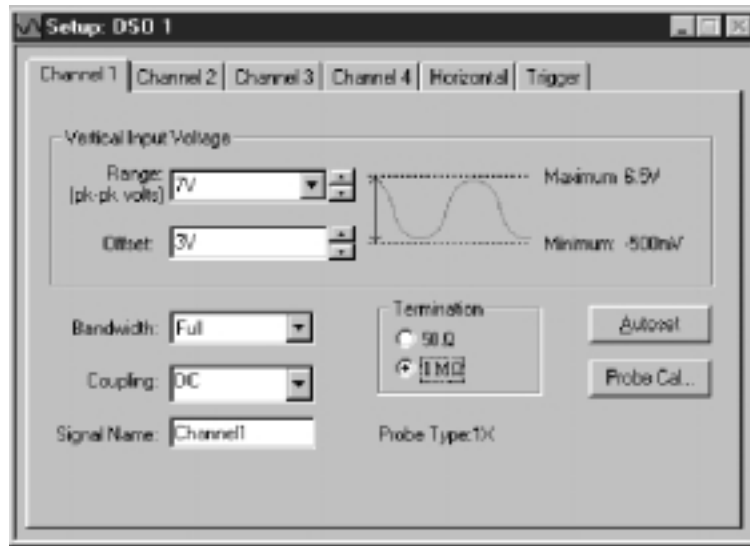 Setup: DSO 1
Channel 1 Channel 2 Channel 3 Channel 4 Horizontal Trigger
Vertical Input Voltage
Range: (pk-pk volts) 7V
Maximum: 6.5V
Offset: 3V
Minimum: -500mV
Bandwidth: Full
Termination
50 Ω
1 MΩ
Autoset
Coupling: DC
Probe Cal...
Signal Name: Channel1
Probe Type:1X